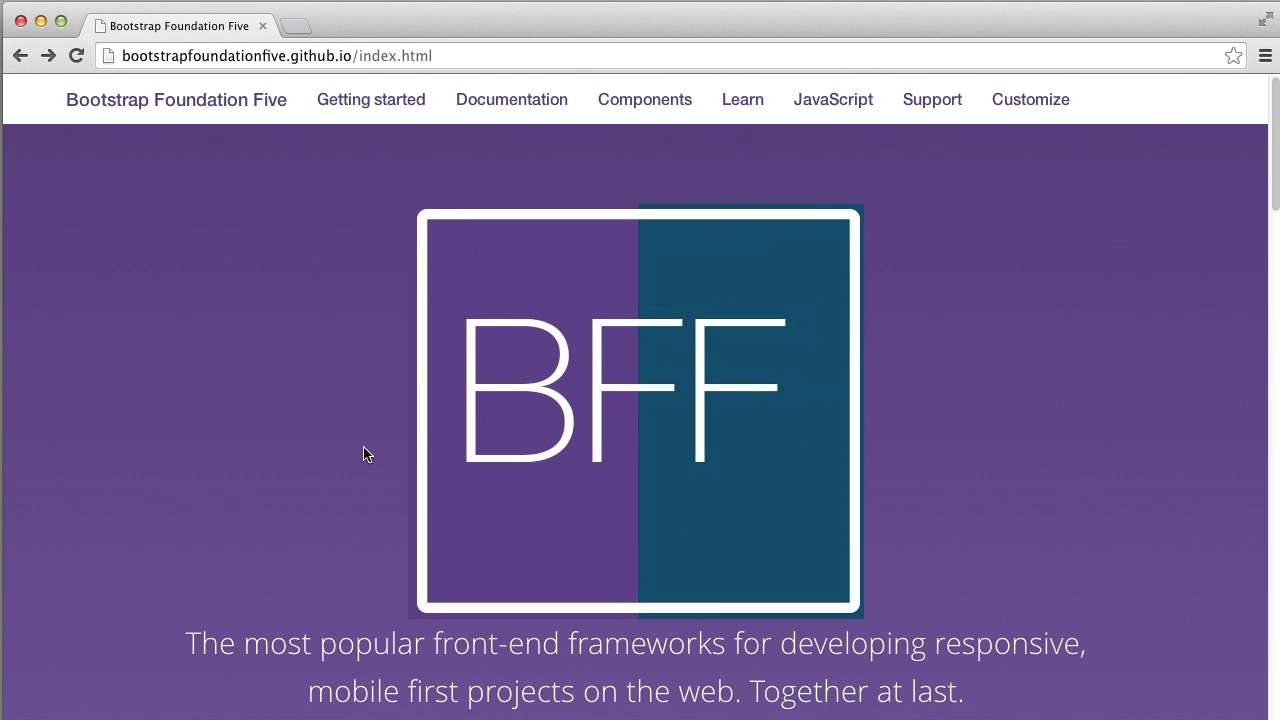 Bootstrap Foundation Five
bootstrapfoundationfive.github.io/index.html
Bootstrap Foundation Five Getting started Documentation Components Learn JavaScript Support Customize
BFF
The most popular front-end frameworks for developing responsive,
mobile first projects on the web. Together at last.